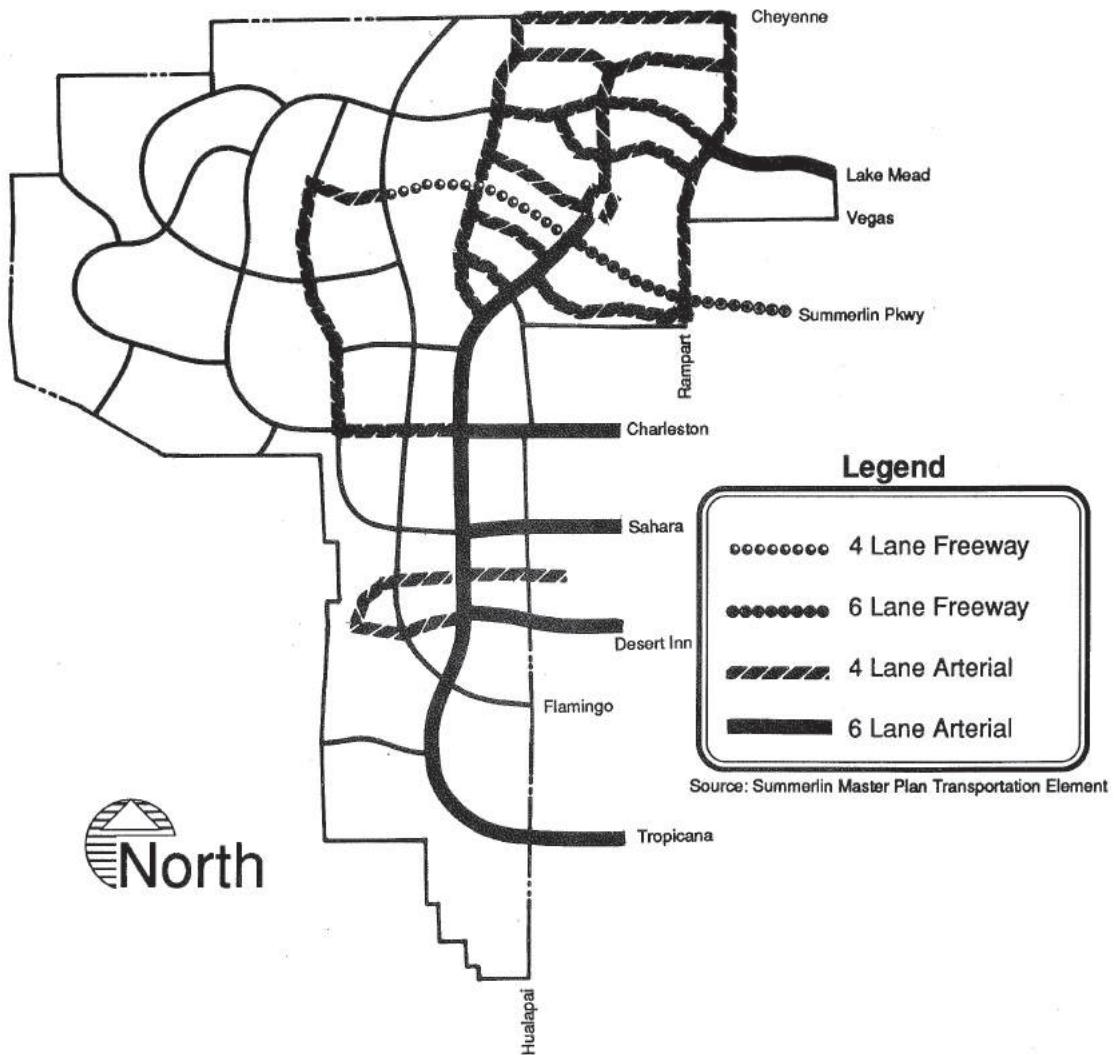 Cheyenne
Lake Mead
Vegas
Summerlin Pkwy
Rampart
Charleston
Legend
4 Lane Freeway
6 Lane Freeway
4 Lane Arterial
6 Lane Arterial
Source: Summerlin Master Plan Transportation Element
Sahara
Desert Inn
Flamingo
Tropicana
North
Hualapai